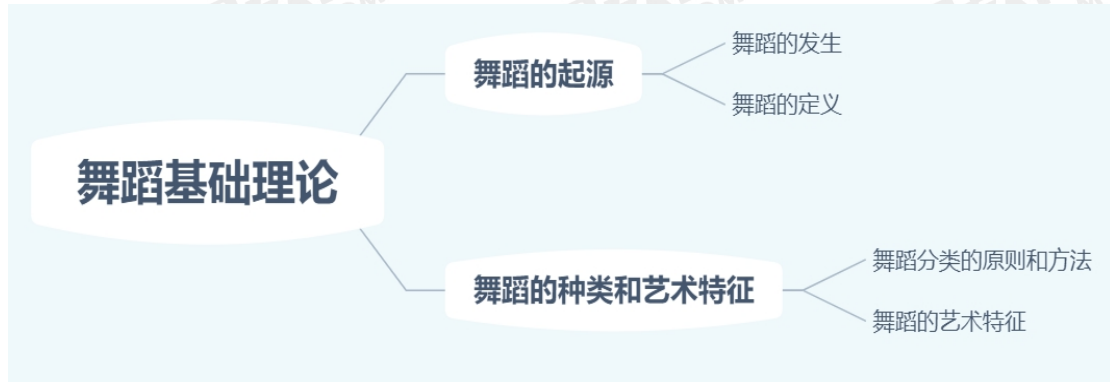 舞蹈基础理论
舞蹈的起源
舞蹈的发生
舞蹈的定义
舞蹈的种类和艺术特征
舞蹈分类的原则和方法
舞蹈的艺术特征